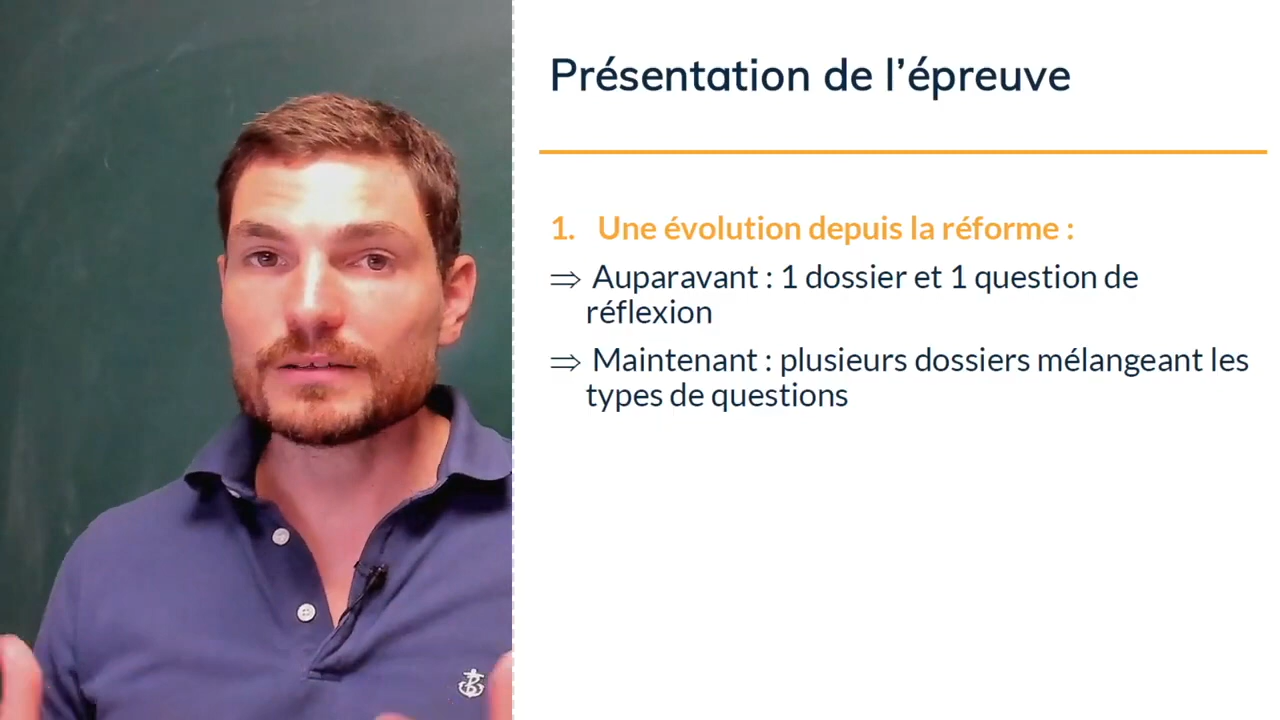 Présentation de l’épreuve
1. Une évolution depuis la réforme :
⇒ Auparavant : 1 dossier et 1 question de
réflexion
⇒ Maintenant : plusieurs dossiers mélangeant les
types de questions